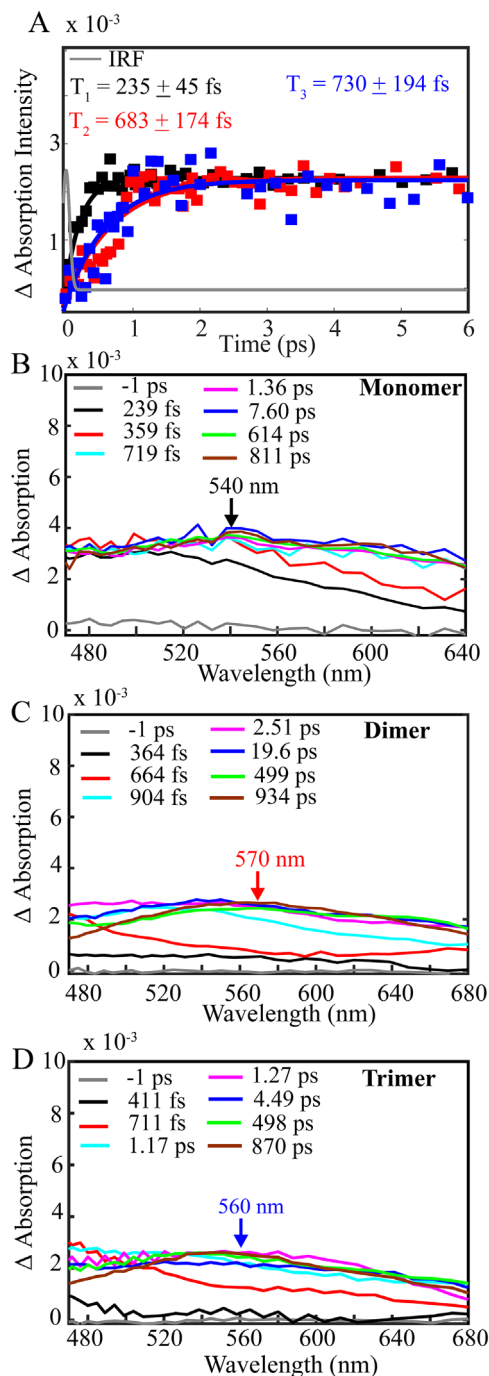 A
x 10-3
IRF
T1 = 235 ± 45 fs
T3 = 730 ± 194 fs
T2 = 683 ± 174 fs
Δ Absorption Intensity
3
1
0 1 2 3 4 5 6
Time (ps)
B
x 10-3
10
8
6
4
2
0
Δ Absorption
-1 ps
239 fs
359 fs
719 fs
1.36 ps
7.60 ps
614 ps
811 ps
Monomer
540 nm
480 520 560 600 640
Wavelength (nm)
C
x 10-3
10
8
6
4
2
0
Δ Absorption
-1 ps
364 fs
664 fs
904 fs
2.51 ps
19.6 ps
499 ps
934 ps
Dimer
570 nm
480 520 560 600 640 680
Wavelength (nm)
D
x 10-3
10
8
6
4
2
0
Δ Absorption
-1 ps
411 fs
711 fs
1.17 ps
1.27 ps
4.49 ps
498 ps
870 ps
Trimer
560 nm
480 520 560 600 640 680
Wavelength (nm)